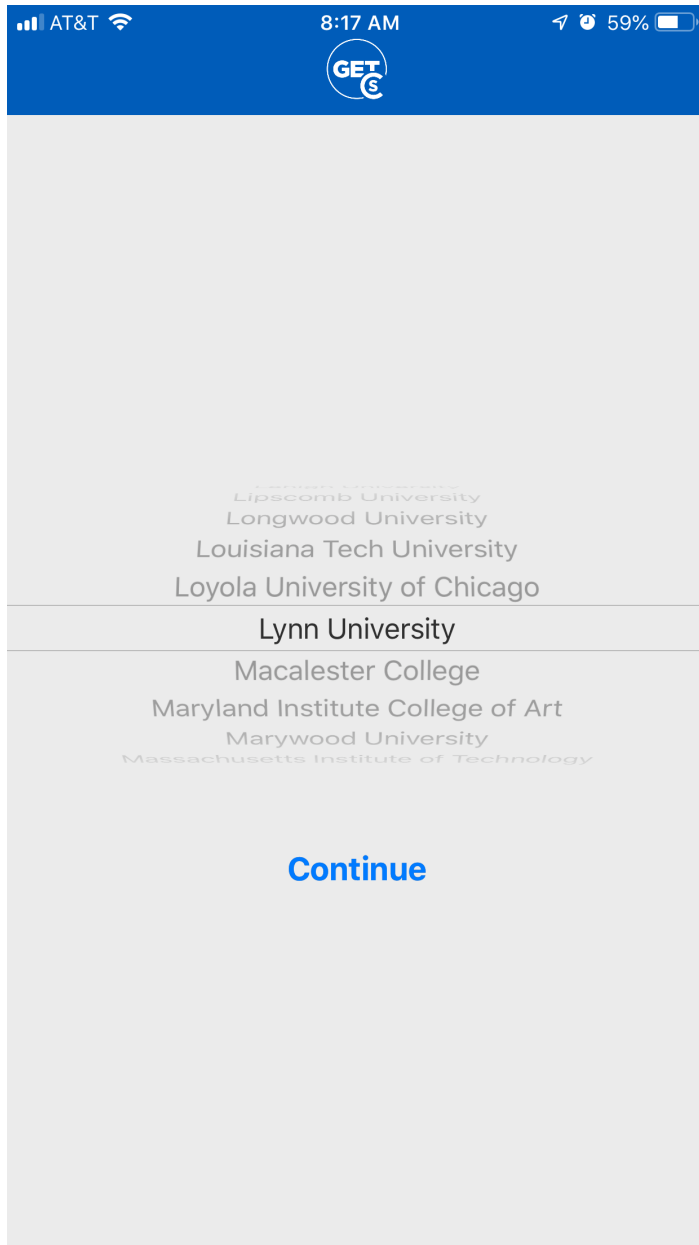 AT&T 8:17 AM 59%
GET
CS
Lipscomb University
Longwood University
Louisiana Tech University
Loyola University of Chicago
Lynn University
Macalester College
Maryland Institute College of Art
Marywood University
Massachusetts Institute of Technology
Continue